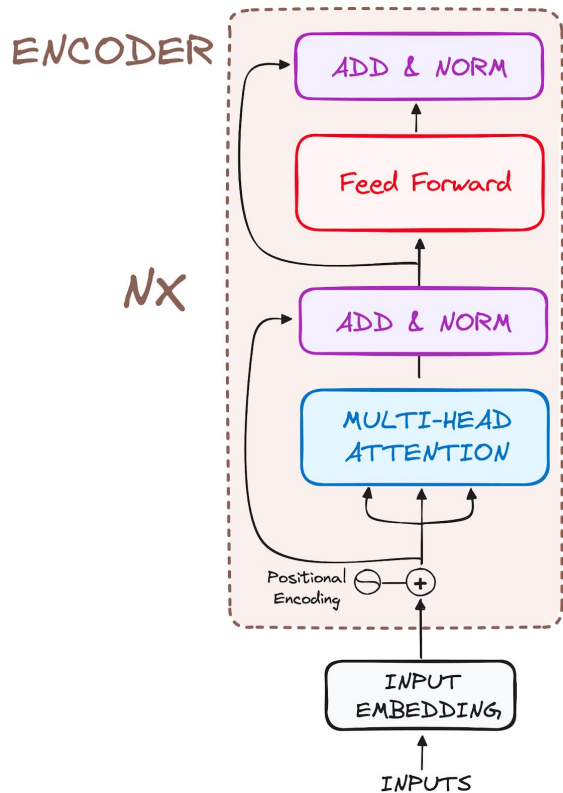 ENCODER
ADD & NORM
Feed Forward
NX
ADD & NORM
MULTI-HEAD
ATTENTION
Positional
Encoding
+
INPUT
EMBEDDING
INPUTS